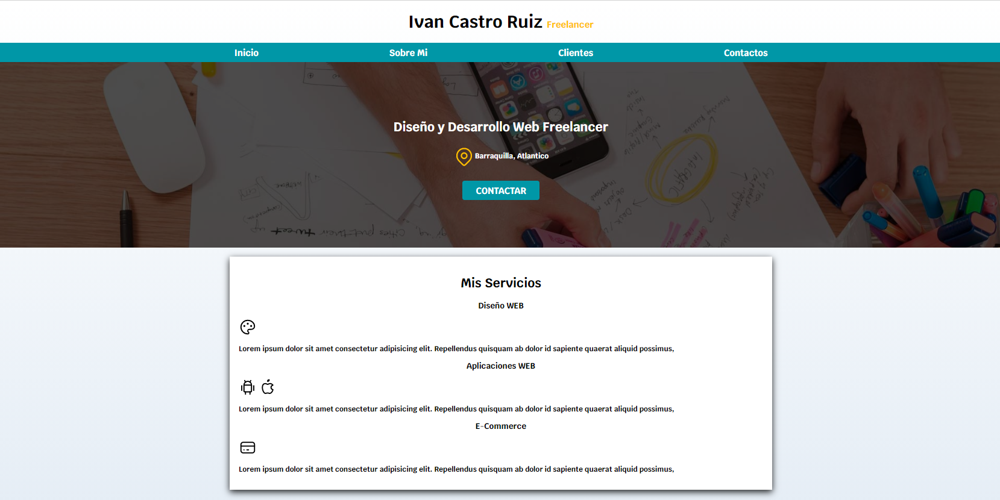 Ivan Castro Ruiz Freelancer
Inicio Sobre Mi Clientes Contactos
Diseño y Desarrollo Web Freelancer
Barraquilla, Atlantico
CONTACTAR
Mis Servicios
Diseño WEB
Lorem ipsum dolor sit amet consectetur adipisicing elit. Repellendus quisquam ab dolor id sapiente quaerat aliquid possimus,
Aplicaciones WEB
Lorem ipsum dolor sit amet consectetur adipisicing elit. Repellendus quisquam ab dolor id sapiente quaerat aliquid possimus,
E-Commerce
Lorem ipsum dolor sit amet consectetur adipisicing elit. Repellendus quisquam ab dolor id sapiente quaerat aliquid possimus,